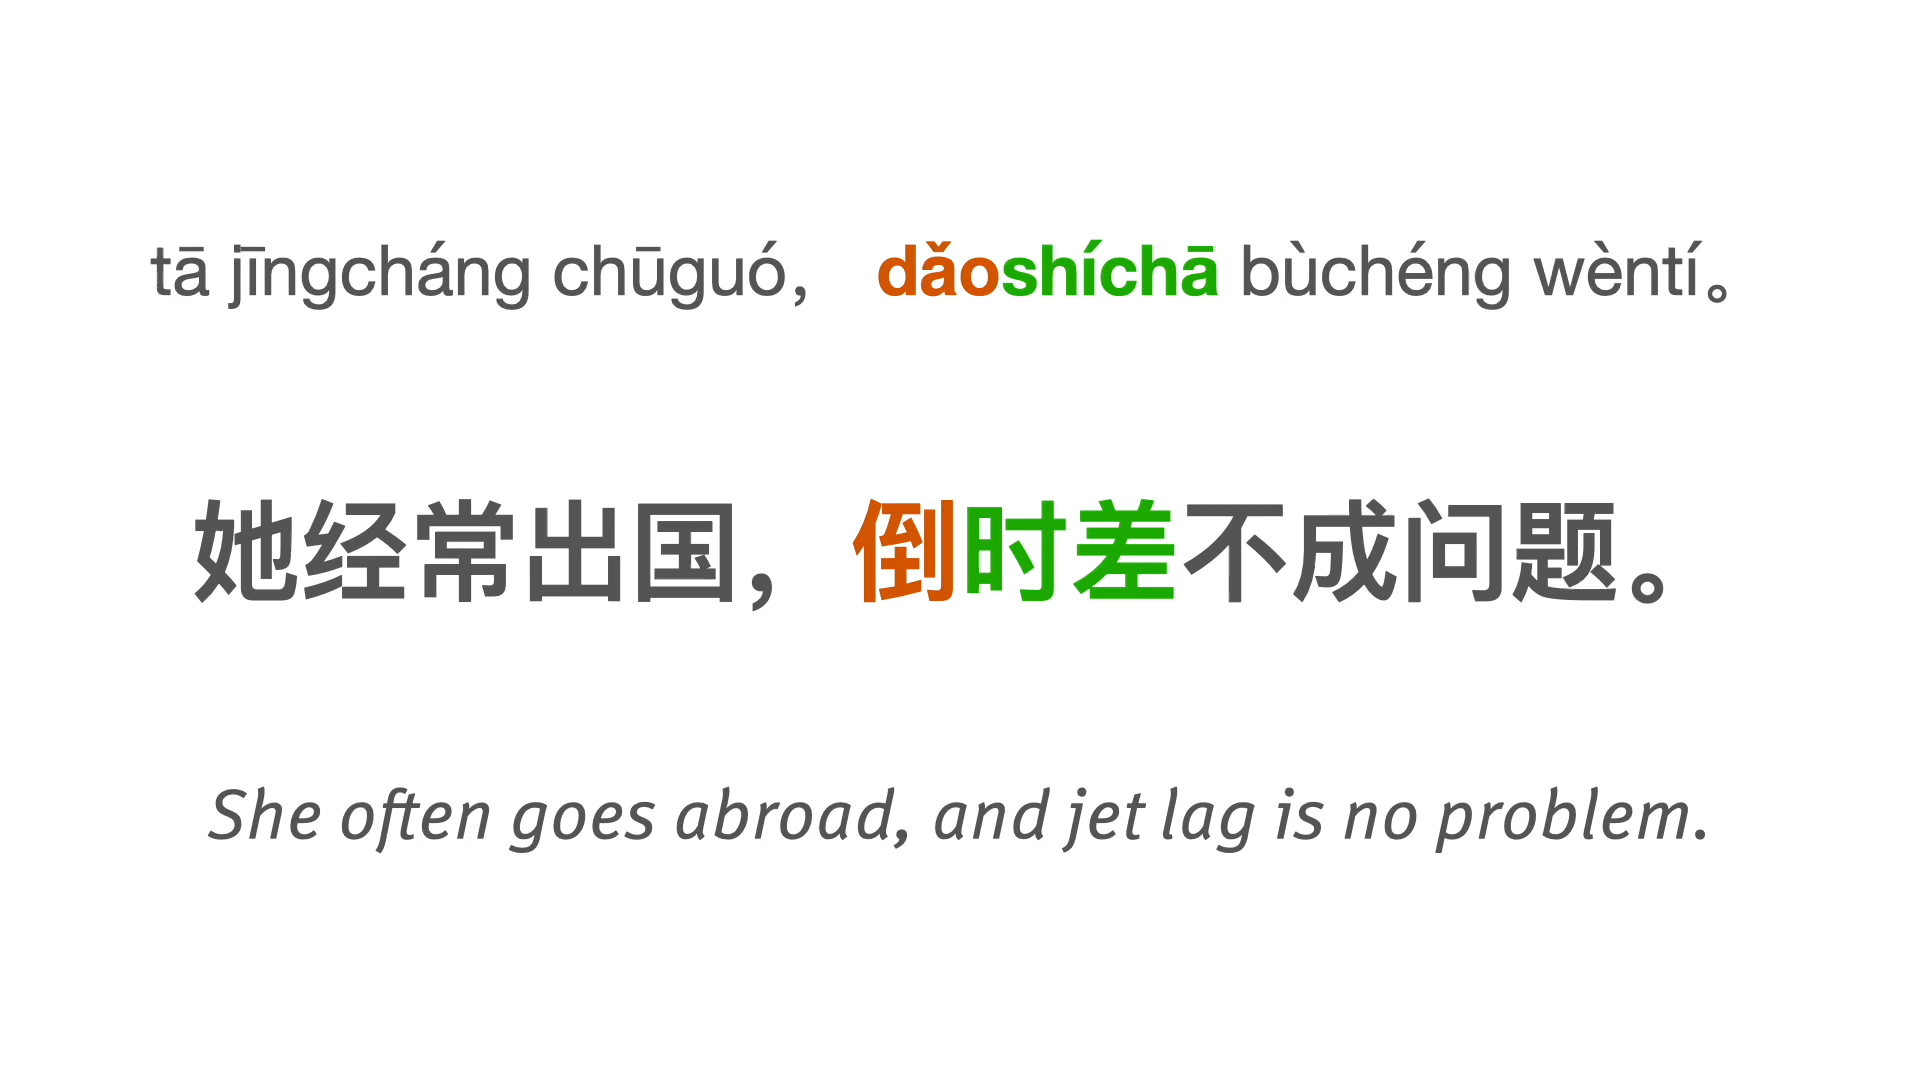 tā jīngcháng chūguó， dǎoshíchā bùchéng wèntí。
她经常出国，倒时差不成问题。
She often goes abroad, and jet lag is no problem.